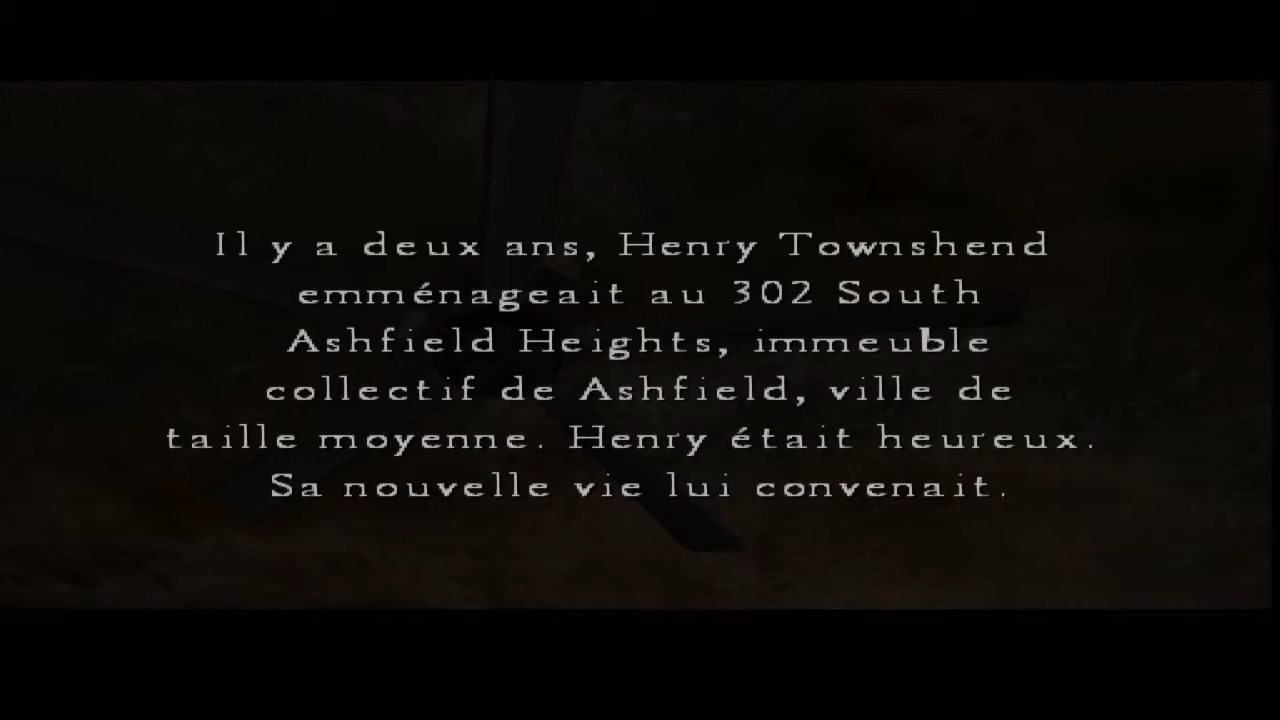 Il y a deux ans, Henry Townshend
emménageait au 302 South
Ashfield Heights, immeuble
collectif de Ashfield, ville de
taille moyenne. Henry était heureux.
Sa nouvelle vie lui convenait.